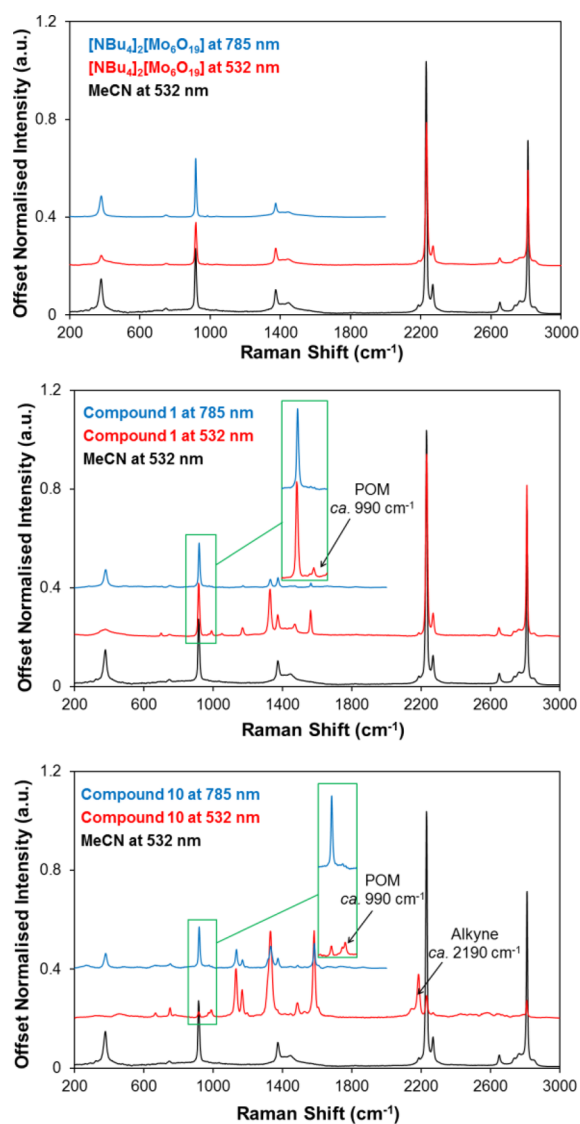 1.2
[NBu₄]₂[Mo₆O₁₉] at 785 nm
[NBu₄]₂[Mo₆O₁₉] at 532 nm
MeCN at 532 nm
0.8
0.4
0
200 600 1000 1400 1800 2200 2600 3000
Raman Shift (cm⁻¹)
Offset Normalised Intensity (a.u.)
1.2
Compound 1 at 785 nm
Compound 1 at 532 nm
MeCN at 532 nm
POM
ca. 990 cm⁻¹
0.8
0.4
0
200 600 1000 1400 1800 2200 2600 3000
Raman Shift (cm⁻¹)
Offset Normalised Intensity (a.u.)
1.2
Compound 10 at 785 nm
Compound 10 at 532 nm
MeCN at 532 nm
POM
ca. 990 cm⁻¹
Alkyne
ca. 2190 cm⁻¹
0.8
0.4
0
200 600 1000 1400 1800 2200 2600 3000
Raman Shift (cm⁻¹)
Offset Normalised Intensity (a.u.)